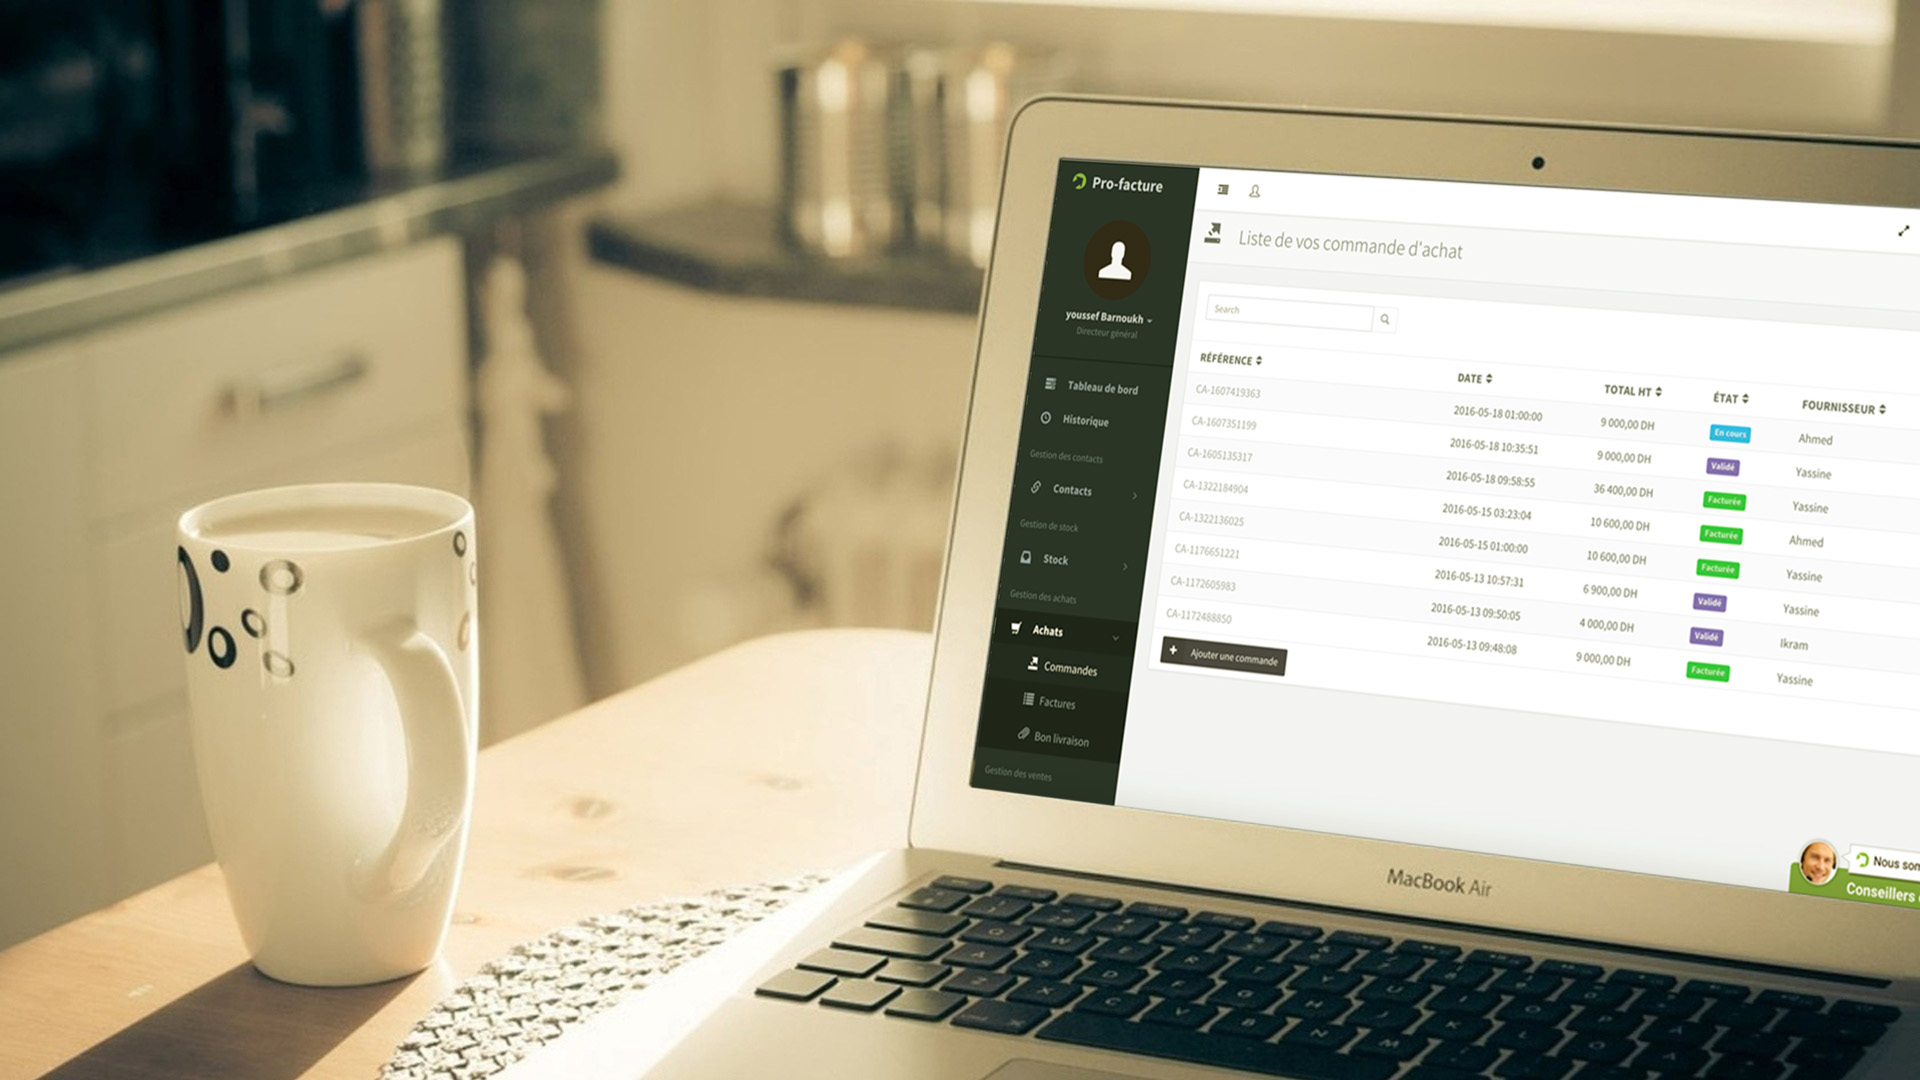 Pro-facture
youssef Barnoukh
Directeur général
Tableau de bord
Historique
Gestion des contacts
Contacts
Gestion de stock
Stock
Gestion des achats
Achats
Commandes
Factures
Bon livraison
Gestion des ventes
Liste de vos commande d'achat
Search
RÉFÉRENCE DATE TOTAL HT ÉTAT FOURNISSEUR
CA-1607419363 2016-05-18 01:00:00 9 000,00 DH En cours Ahmed
CA-1607351199 2016-05-18 10:35:51 9 000,00 DH Validé Yassine
CA-1605135317 2016-05-18 09:58:55 36 400,00 DH Facturée Yassine
CA-1322184904 2016-05-15 03:23:04 10 600,00 DH Facturée Ahmed
CA-1322136025 2016-05-15 01:00:00 10 600,00 DH Facturée Yassine
CA-1176651221 2016-05-13 10:57:31 6 900,00 DH Validé Yassine
CA-1172605983 2016-05-13 09:50:05 4 000,00 DH Validé Ikram
CA-1172488850 2016-05-13 09:48:08 9 000,00 DH Facturée Yassine
Ajouter une commande
Nous son
Conseillers
MacBook Air